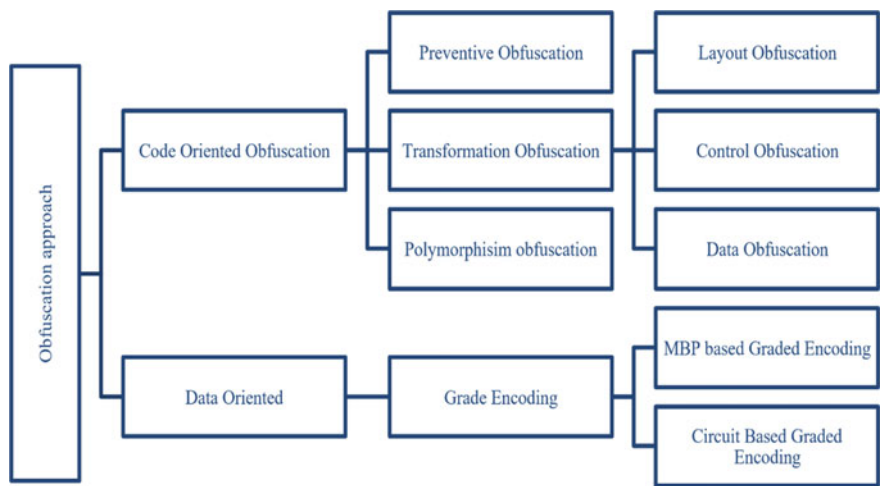 Obfuscation approach
Code Oriented Obfuscation
Preventive Obfuscation
Transformation Obfuscation
Polymorphisim obfuscation
Layout Obfuscation
Control Obfuscation
Data Obfuscation
Data Oriented
Grade Encoding
MBP based Graded Encoding
Circuit Based Graded
Encoding